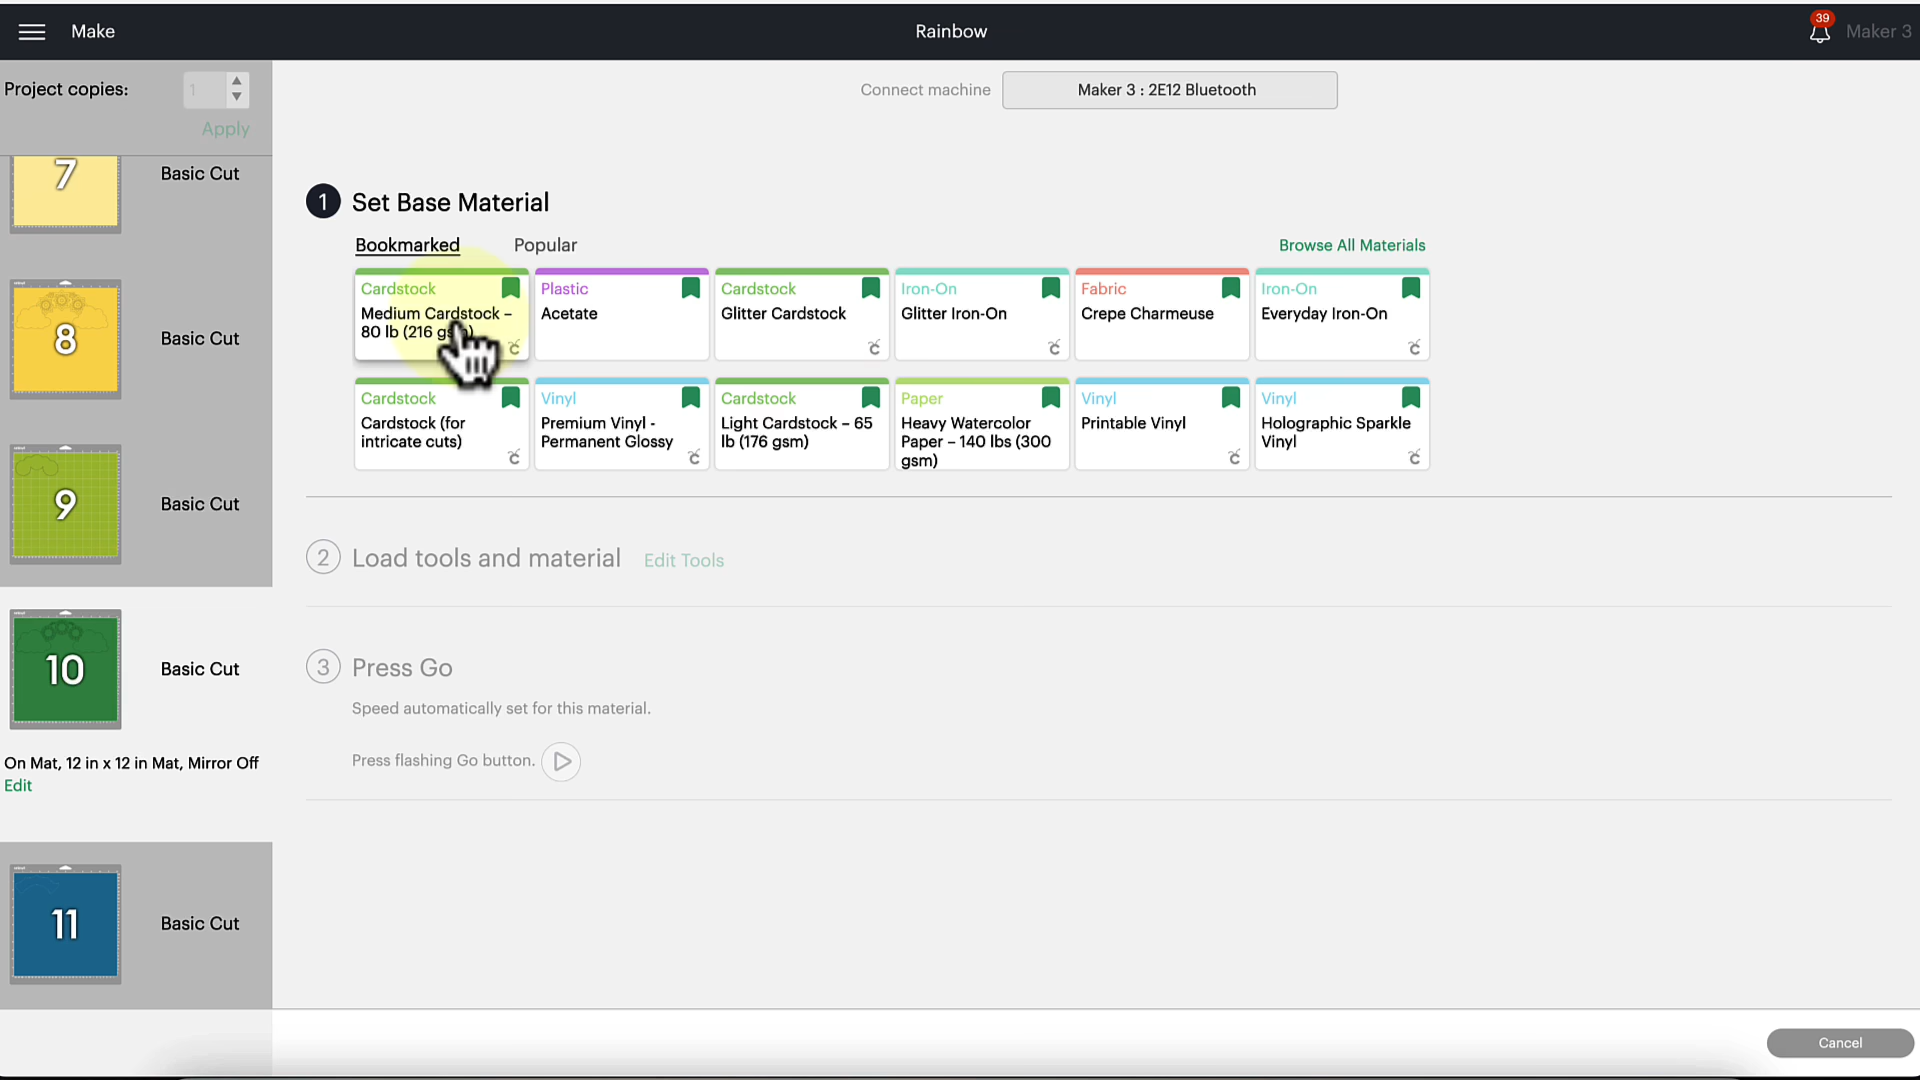 Make
Rainbow
39
Maker 3
Project copies:
1
Apply
Connect machine
Maker 3 : 2E12 Bluetooth
7
Basic Cut
8
Basic Cut
9
Basic Cut
10
Basic Cut
On Mat, 12 in x 12 in Mat, Mirror Off
Edit
11
Basic Cut
1
Set Base Material
Bookmarked
Popular
Browse All Materials
Cardstock
Medium Cardstock –
80 lb (216 gsm)
Plastic
Acetate
Cardstock
Glitter Cardstock
Iron-On
Glitter Iron-On
Fabric
Crepe Charmeuse
Iron-On
Everyday Iron-On
Cardstock
Cardstock (for
intricate cuts)
Vinyl
Premium Vinyl -
Permanent Glossy
Cardstock
Light Cardstock – 65
lb (176 gsm)
Paper
Heavy Watercolor
Paper – 140 lbs (300
gsm)
Vinyl
Printable Vinyl
Vinyl
Holographic Sparkle
Vinyl
2
Load tools and material
Edit Tools
3
Press Go
Speed automatically set for this material.
Press flashing Go button.
Cancel